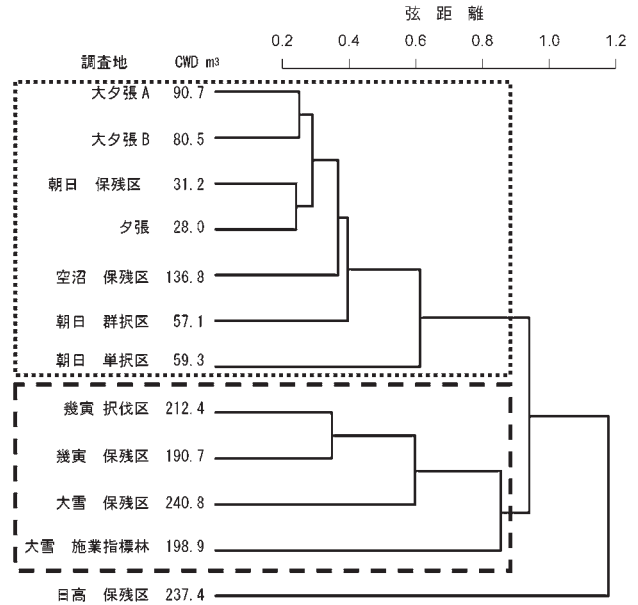 弦 距 離
0.2 0.4 0.6 0.8 1.0 1.2
調査地 CWD m³
大夕張A 90.7
大夕張B 80.5
朝日 保残区 31.2
夕張 28.0
空沼 保残区 136.8
朝日 群択区 57.1
朝日 単択区 59.3
幾寅 択伐区 212.4
幾寅 保残区 190.7
大雪 保残区 240.8
大雪 施業指標林 198.9
日高 保残区 237.4